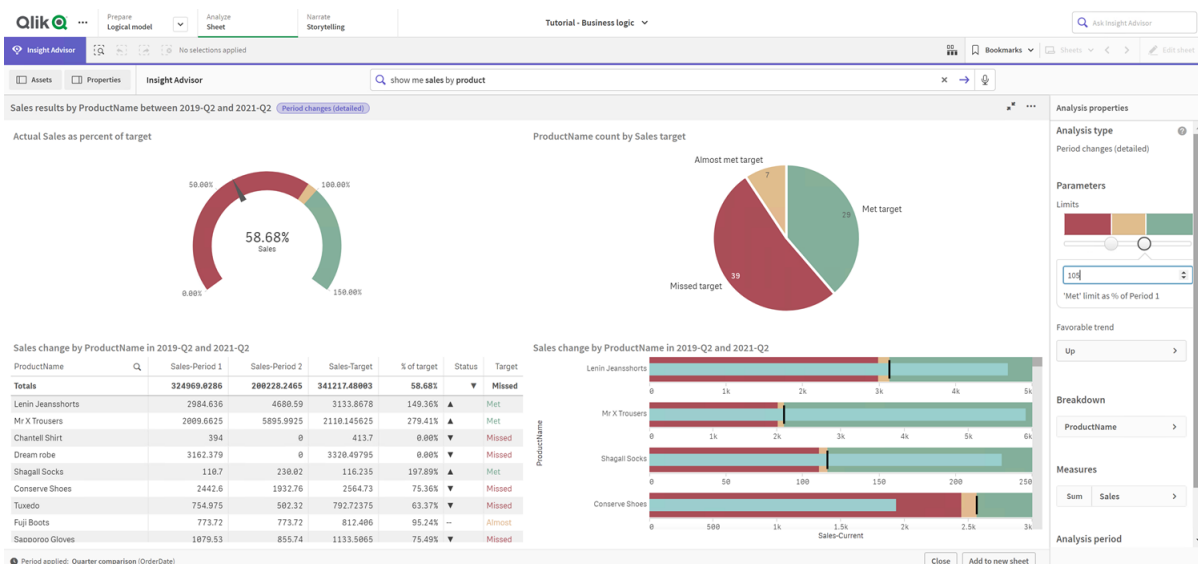 Qlik
Prepare
Logical model
Analyze
Sheet
Narrate
Storytelling
Tutorial - Business logic
Ask Insight Advisor
Insight Advisor
No selections applied
Bookmarks
Sheets
Edit sheet
Assets
Properties
Insight Advisor
show me sales by product
Sales results by ProductName between 2019-Q2 and 2021-Q2 Period changes (detailed)
Actual Sales as percent of target
0.00%
50.00%
100.00%
150.00%
58.68%
Sales
ProductName count by Sales target
Almost met target
7
Met target
29
Missed target
39
Sales change by ProductName in 2019-Q2 and 2021-Q2
ProductName Sales-Period 1 Sales-Period 2 Sales-Target % of target Status Target
Totals 324969.0286 200228.2465 341217.48003 58.68% ▼ Missed
Lenin Jeansshorts 2984.636 4680.59 3133.8678 149.36% ▲ Met
Mr X Trousers 2009.6625 5895.9925 2110.145625 279.41% ▲ Met
Chantell Shirt 394 0 413.7 0.00% ▼ Missed
Dream robe 3162.379 0 3320.49795 0.00% ▼ Missed
Shagall Socks 110.7 230.02 116.235 197.89% ▲ Met
Conserve Shoes 2442.6 1932.76 2564.73 75.36% ▼ Missed
Tuxedo 754.975 502.32 792.72375 63.37% ▼ Missed
Fuji Boots 773.72 773.72 812.406 95.24% -- Almost
Sapporoo Gloves 1079.53 855.74 1133.5065 75.49% ▼ Missed
Sales change by ProductName in 2019-Q2 and 2021-Q2
ProductName
Lenin Jeansshorts
0 1k 2k 3k 4k 5k
Mr X Trousers
0 1k 2k 3k 4k 5k 6k
Shagall Socks
0 50 100 150 200 250
Conserve Shoes
0 500 1k 1.5k 2k 2.5k 3k
Sales-Current
Analysis properties
Analysis type
Period changes (detailed)
Parameters
Limits
105
'Met' limit as % of Period 1
Favorable trend
Up
Breakdown
ProductName
Measures
Sum Sales
Analysis period
Period applied: Quarter comparison (OrderDate)
Close
Add to new sheet